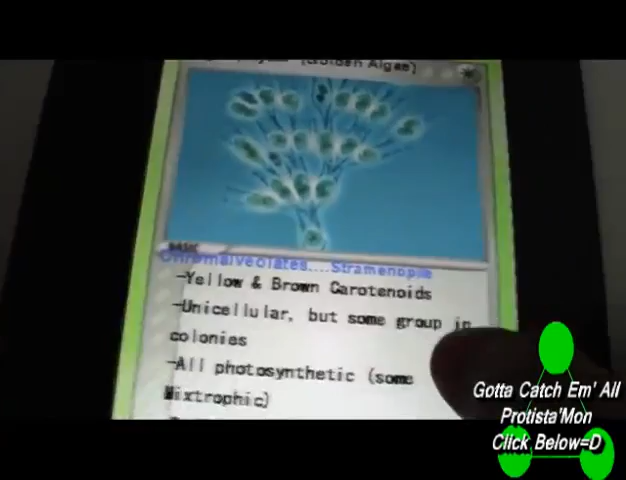 (Golden Algae)
BASIC
Chromalveolates....Stramenopile
-Yellow & Brown Carotenoids
-Unicellular, but some group in
colonies
-All photosynthetic (some
Mixtrophic)
Gotta Catch Em' All
Protista'Mon
Click Below=D